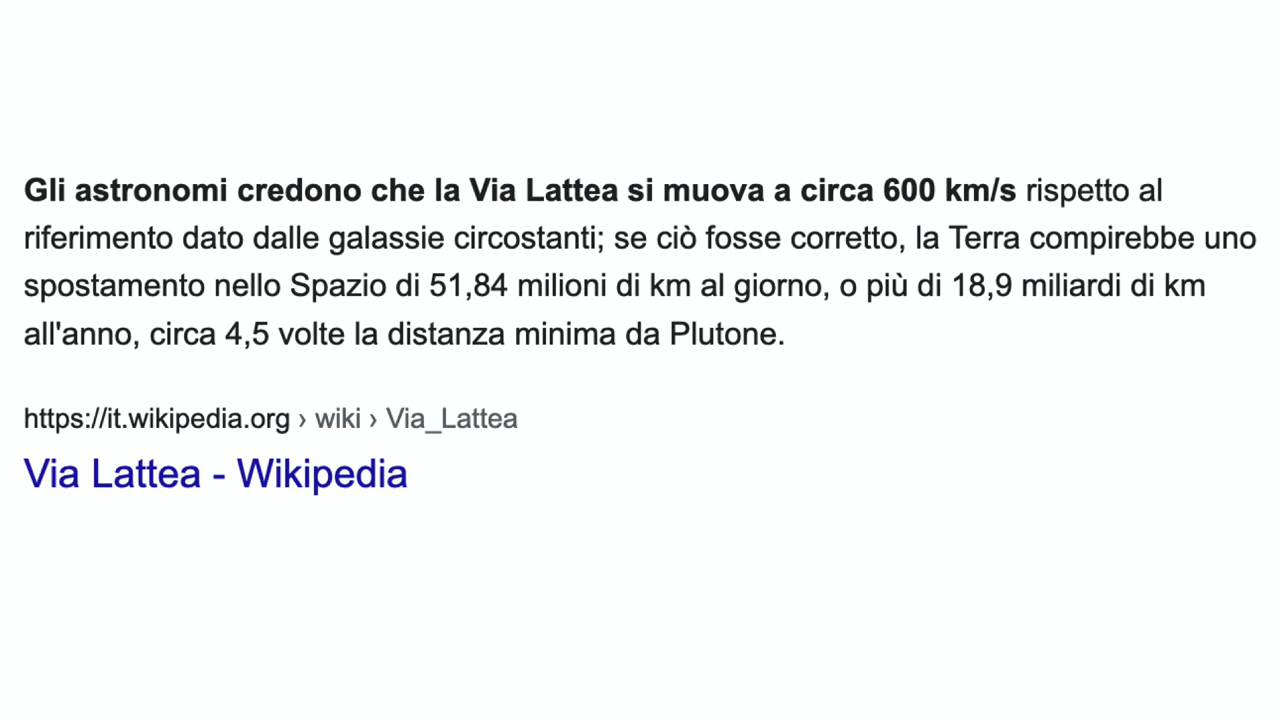 Gli astronomi credono che la Via Lattea si muova a circa 600 km/s rispetto al
riferimento dato dalle galassie circostanti; se ciò fosse corretto, la Terra compirebbe uno
spostamento nello Spazio di 51,84 milioni di km al giorno, o più di 18,9 miliardi di km
all'anno, circa 4,5 volte la distanza minima da Plutone.
https://it.wikipedia.org › wiki › Via_Lattea
Via Lattea - Wikipedia